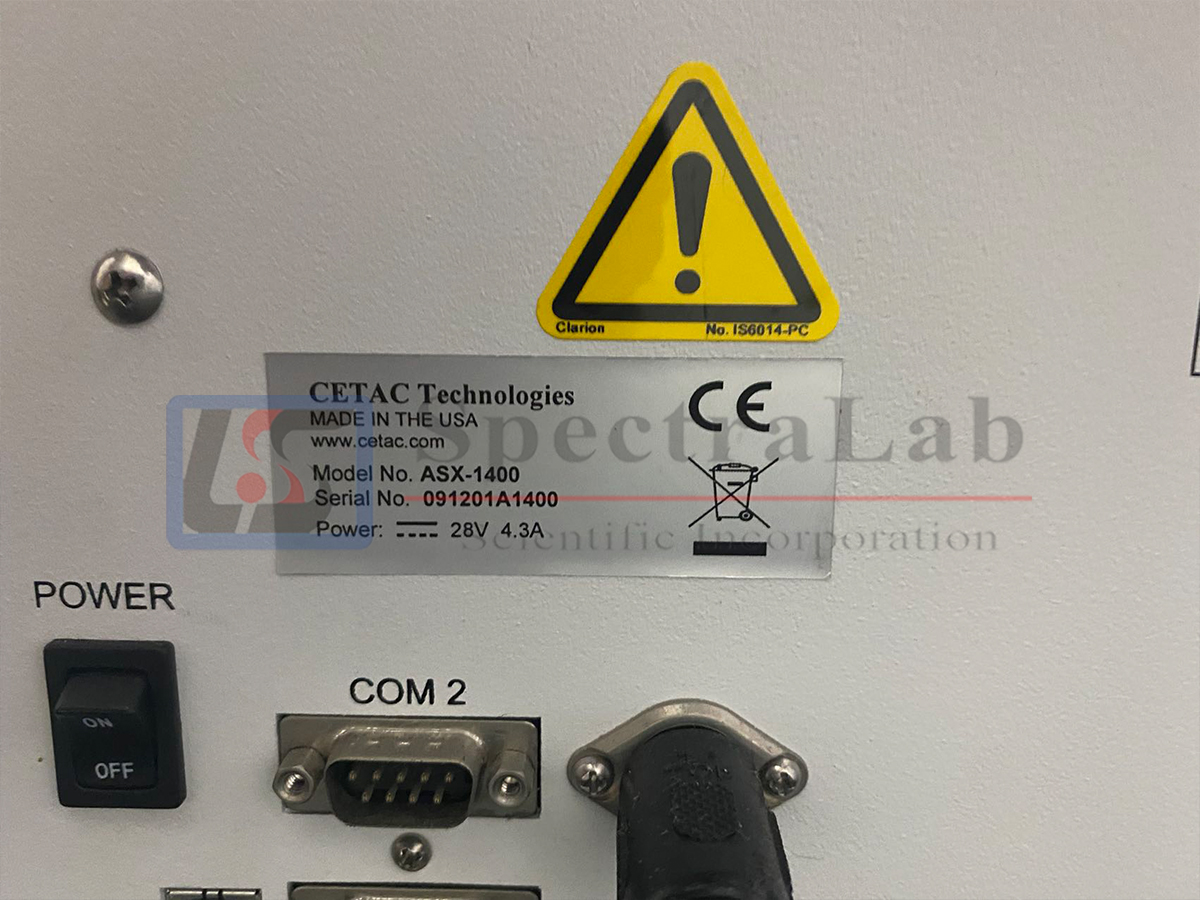 Clarion No. IS6014-PC
CETAC Technologies
MADE IN THE USA
www.cetac.com
Model No. ASX-1400
Serial No. 091201A1400
Power: 28V 4.3A
CE
SpectraLab
Scientific Incorporation
POWER
ON
OFF
COM 2